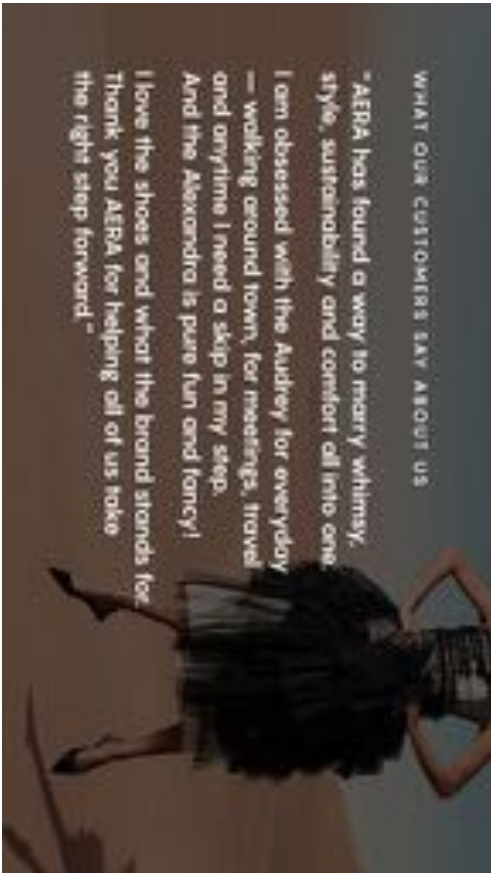 WHAT OUR CUSTOMERS SAY ABOUT US
"AERA has found a way to marry whimsy,
style, sustainability and comfort all into one.
I am obsessed with the Audrey for everyday
— walking around town, for meetings, travel
and anytime I need a skip in my step.
And the Alexandra is pure fun and fancy!
I love the shoes and what the brand stands for.
Thank you AERA for helping all of us take
the right step forward."